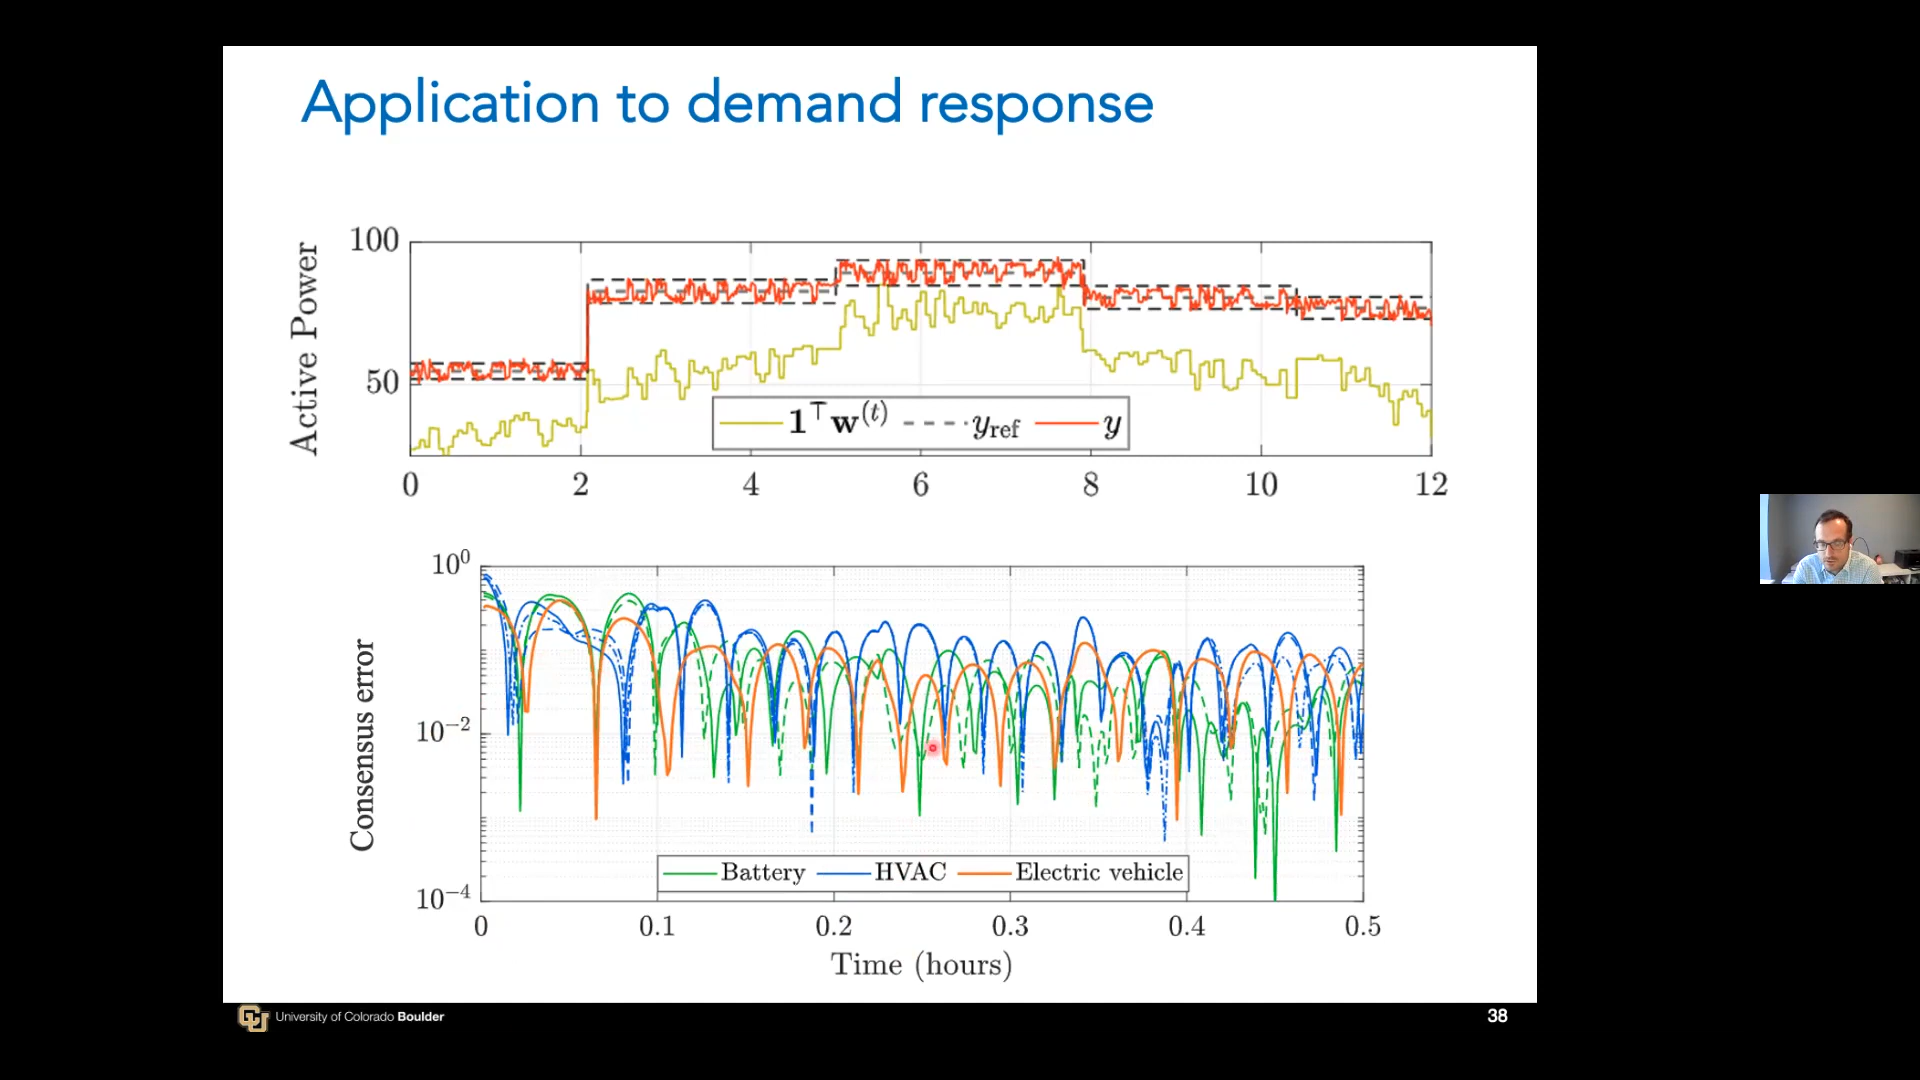 Application to demand response
100
50
Active Power
1⊤w(t) yref y
0 2 4 6 8 10 12
10^0
10^−2
10^−4
Consensus error
Battery HVAC Electric vehicle
0 0.1 0.2 0.3 0.4 0.5
Time (hours)
CU University of Colorado Boulder
38